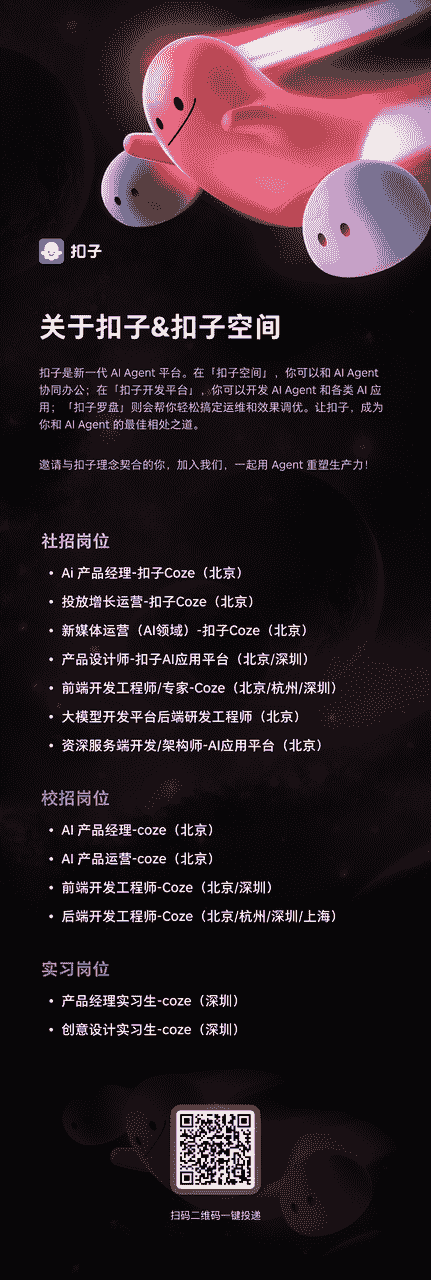 扣子
关于扣子&扣子空间
扣子是新一代 AI Agent 平台。在「扣子空间」，你可以和 AI Agent
协同办公；在「扣子开发平台」，你可以开发 AI Agent 和各类 AI 应
用；「扣子罗盘」则会帮你轻松搞定运维和效果调优。让扣子，成为
你和 AI Agent 的最佳相处之道。
邀请与扣子理念契合的你，加入我们，一起用 Agent 重塑生产力！
社招岗位
• Ai 产品经理-扣子Coze（北京）
• 投放增长运营-扣子Coze（北京）
• 新媒体运营（AI领域）-扣子Coze（北京）
• 产品设计师-扣子AI应用平台（北京/深圳）
• 前端开发工程师/专家-Coze（北京/杭州/深圳）
• 大模型开发平台后端研发工程师（北京）
• 资深服务端开发/架构师-AI应用平台（北京）
校招岗位
• AI 产品经理-coze（北京）
• AI 产品运营-coze（北京）
• 前端开发工程师-Coze（北京/深圳）
• 后端开发工程师-Coze（北京/杭州/深圳/上海）
实习岗位
• 产品经理实习生-coze（深圳）
• 创意设计实习生-coze（深圳）
扫码二维码一键投递